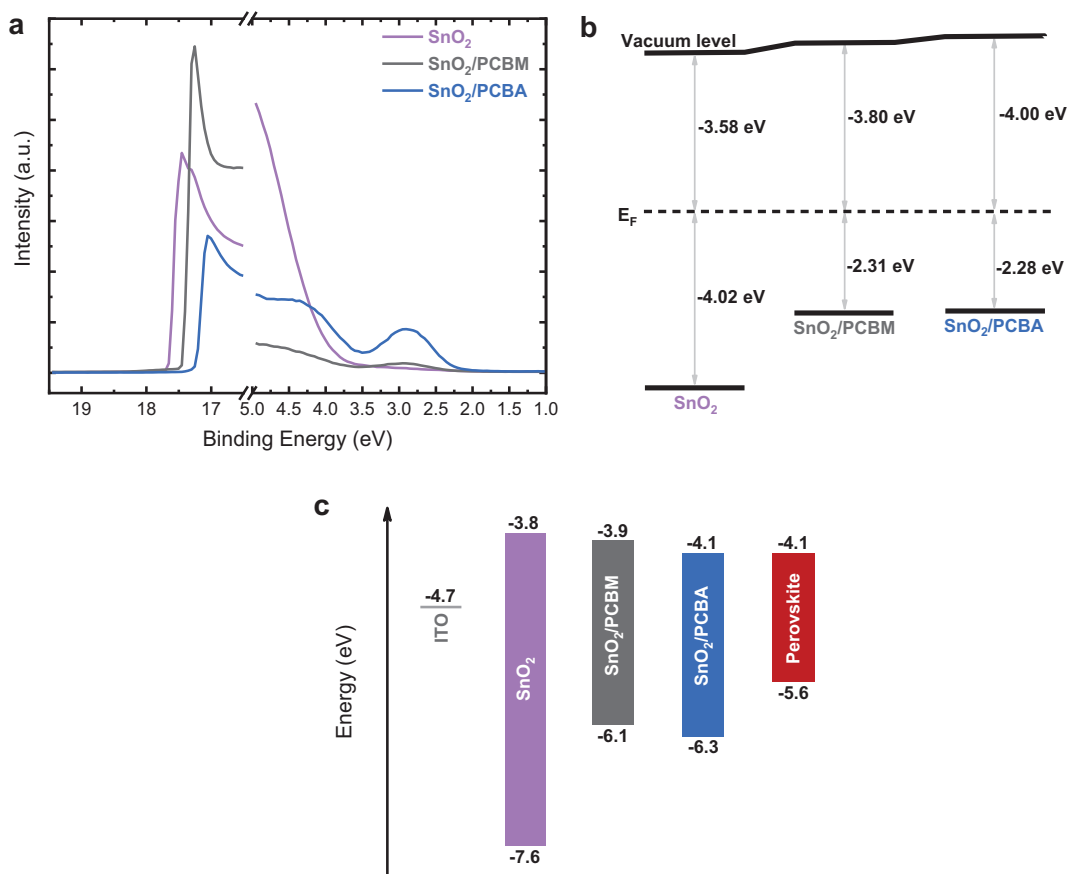 a
SnO₂
SnO₂/PCBM
SnO₂/PCBA
Intensity (a.u.)
19 18 17 5.0 4.5 4.0 3.5 3.0 2.5 2.0 1.5 1.0
Binding Energy (eV)
b
Vacuum level
-3.58 eV
-3.80 eV
-4.00 eV
E_F
-4.02 eV
-2.31 eV
-2.28 eV
SnO₂
SnO₂/PCBM
SnO₂/PCBA
c
Energy (eV)
-4.7
ITO
-3.8
SnO₂
-7.6
-3.9
SnO₂/PCBM
-6.1
-4.1
SnO₂/PCBA
-6.3
-4.1
Perovskite
-5.6